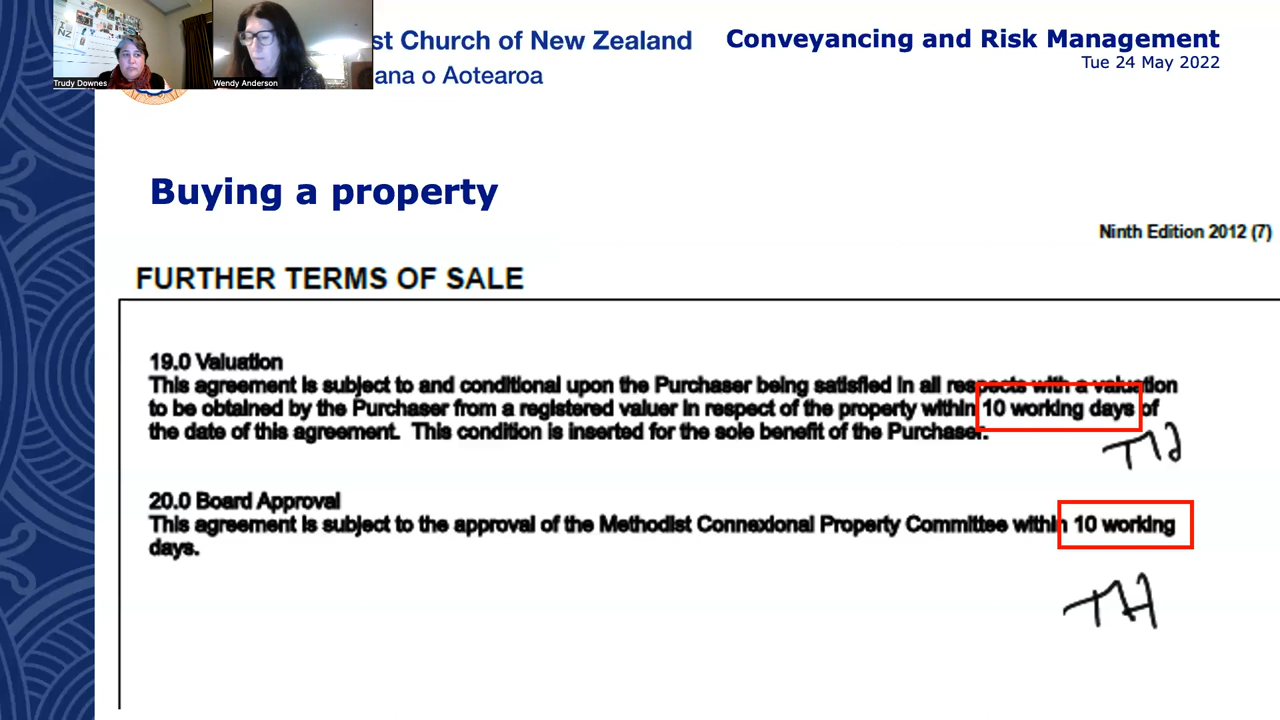 NZ
Trudy Downes
Wendy Anderson
st Church of New Zealand
ana o Aotearoa
Conveyancing and Risk Management
Tue 24 May 2022
Buying a property
Ninth Edition 2012 (7)
FURTHER TERMS OF SALE
19.0 Valuation
This agreement is subject to and conditional upon the Purchaser being satisfied in all respects with a valuation
to be obtained by the Purchaser from a registered valuer in respect of the property within 10 working days of
the date of this agreement. This condition is inserted for the sole benefit of the Purchaser.
20.0 Board Approval
This agreement is subject to the approval of the Methodist Connexional Property Committee within 10 working
days.
TH